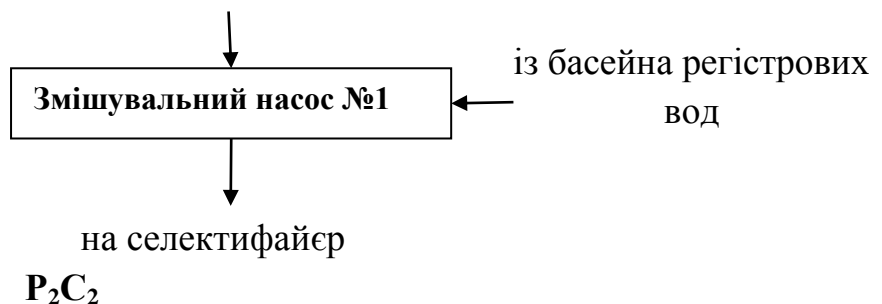 із басейна регістрових
вод
Змішувальний насос №1
на селектифайєр
P₂C₂